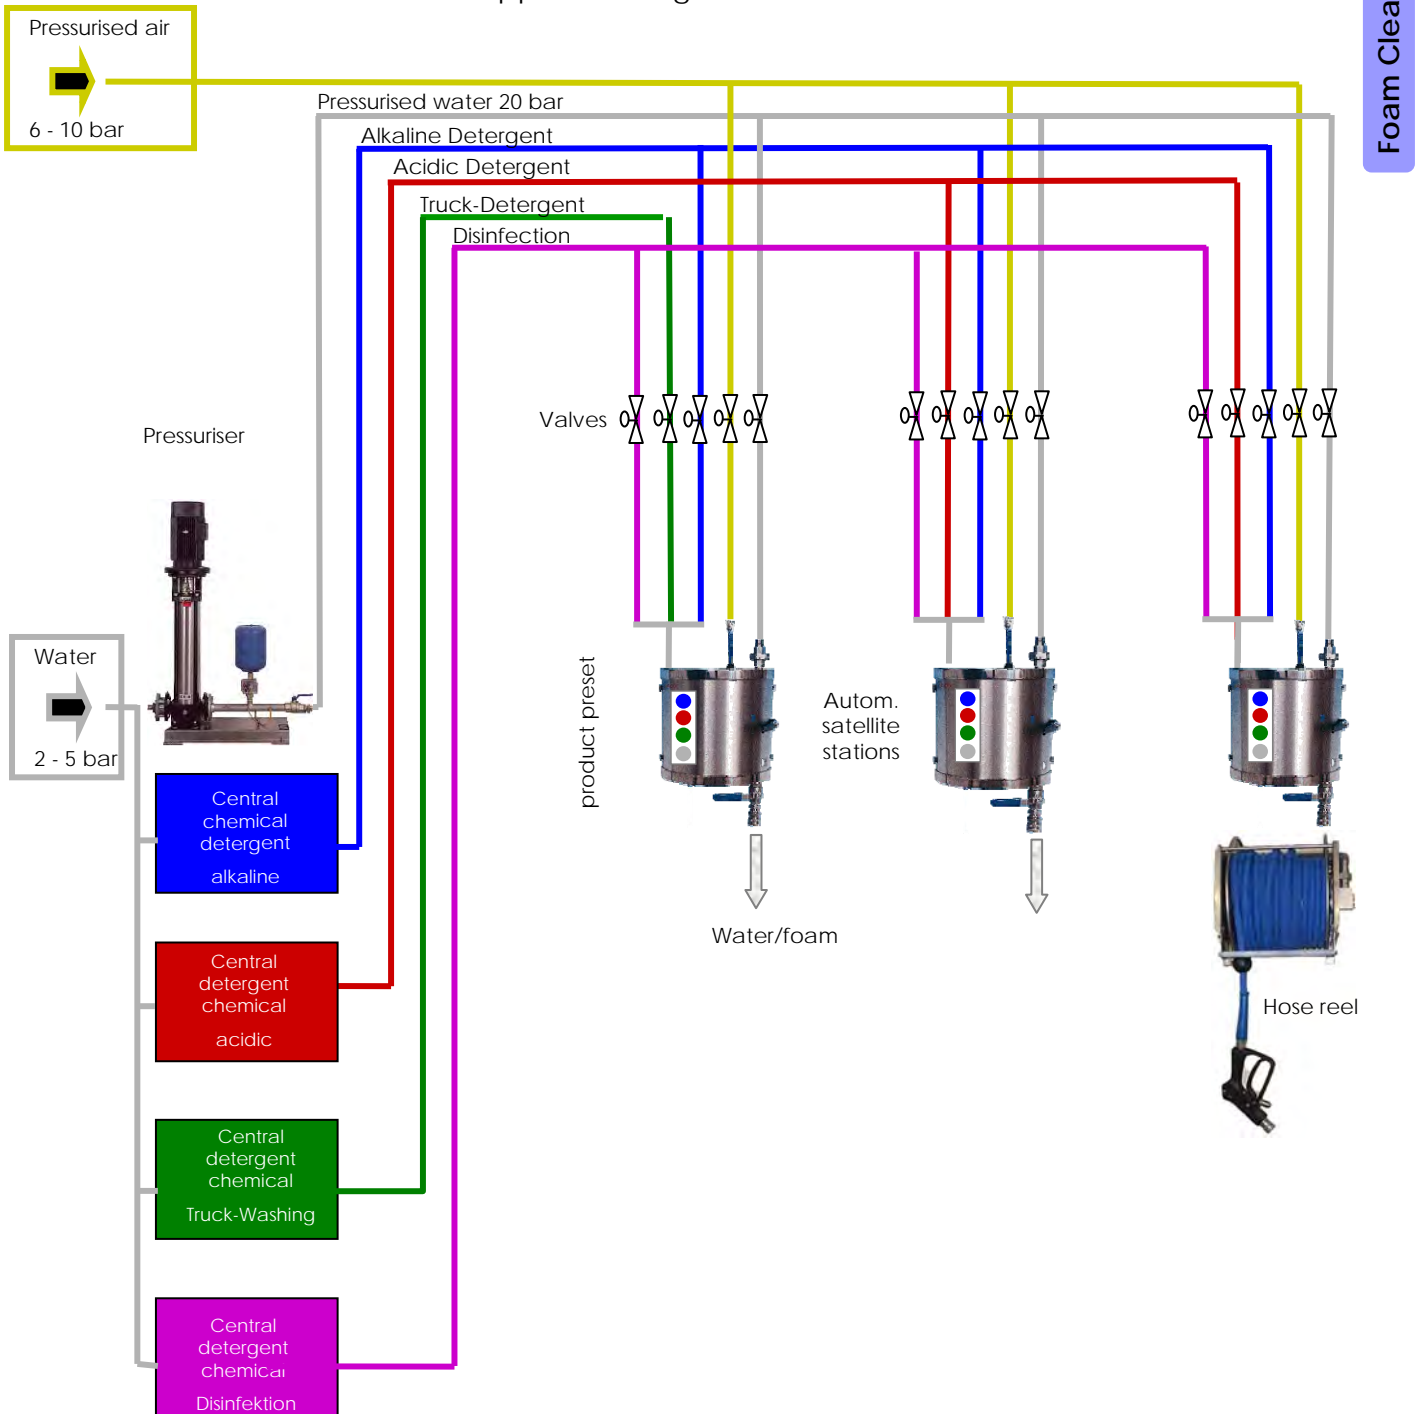 Pressurised air
6 - 10 bar
Foam Clea
Pressurised water 20 bar
Alkaline Detergent
Acidic Detergent
Truck-Detergent
Disinfection
Valves
Pressuriser
Water
2 - 5 bar
product preset
Autom.
satellite
stations
Central
chemical
detergent
alkaline
Water/foam
Central
detergent
chemical
acidic
Hose reel
Central
detergent
chemical
Truck-Washing
Central
detergent
chemical
Disinfektion